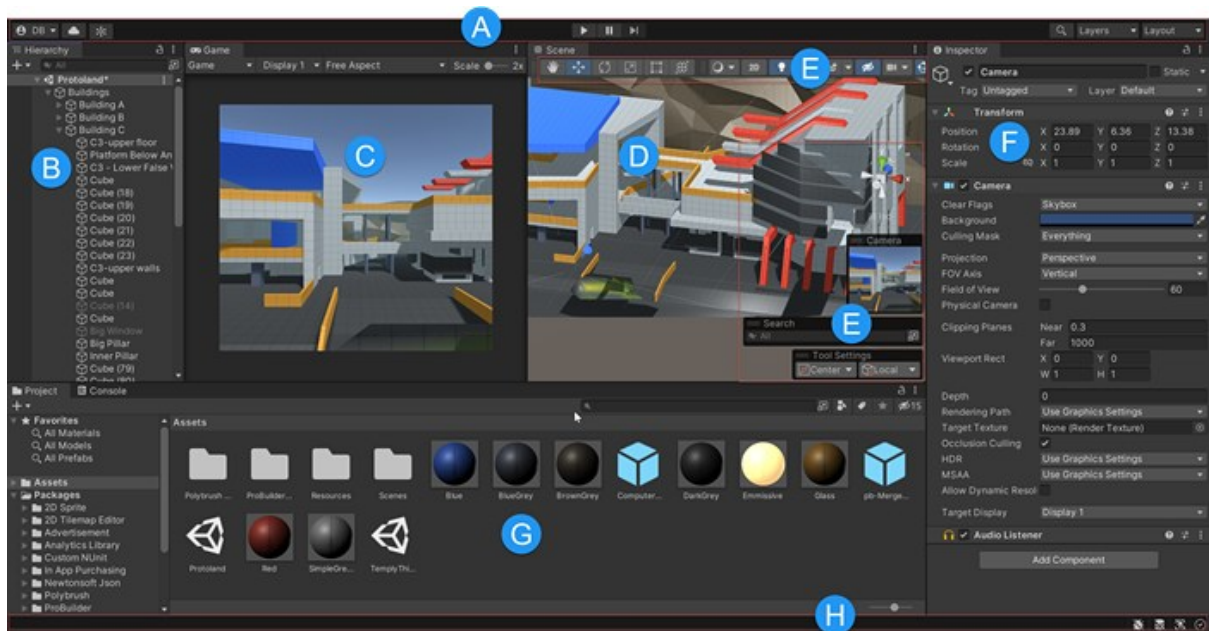 A
DB
Layers
Layout
Hierarchy
All
Protoland*
Buildings
Building A
Building B
Building C
C3-upper floor
Platform Below An
C3 - Lower False
Cube
Cube (18)
Cube (19)
Cube (20)
Cube (21)
Cube (22)
Cube (23)
C3-upper walls
Cube
Cube
Cube (14)
Cube
Big Window
Big Pillar
Inner Pillar
Cube (79)
Cube (80)
B
Game
Game
Display 1
Free Aspect
Scale
2x
C
Scene
2D
E
D
Camera
E
Search
All
Tool Settings
Center
Local
Inspector
Camera
Static
Tag Untagged
Layer Default
Transform
F
Position X 23.89 Y 6.36 Z 13.38
Rotation X 0 Y 0 Z 0
Scale X 1 Y 1 Z 1
Camera
Clear Flags Skybox
Background
Culling Mask Everything
Projection Perspective
FOV Axis Vertical
Field of View 60
Physical Camera
Clipping Planes Near 0.3
Far 1000
Viewport Rect X 0 Y 0
W 1 H 1
Depth 0
Rendering Path Use Graphics Settings
Target Texture None (Render Texture)
Occlusion Culling
HDR Use Graphics Settings
MSAA Use Graphics Settings
Allow Dynamic Resol
Target Display Display 1
Audio Listener
Add Component
Project
Console
15
Favorites
All Materials
All Models
All Prefabs
Assets
Packages
2D Sprite
2D Tilemap Editor
Advertisement
Analytics Library
Custom NUnit
In App Purchasing
Newtonsoft Json
Polybrush
ProBuilder
Assets
Polybrush ...
ProBuilder...
Resources
Scenes
Blue
BlueGrey
BrownGrey
Computer...
DarkGrey
Emmissive
Glass
pb-Merge...
Protoland
Red
SimpleGre...
TemplyThi...
G
H